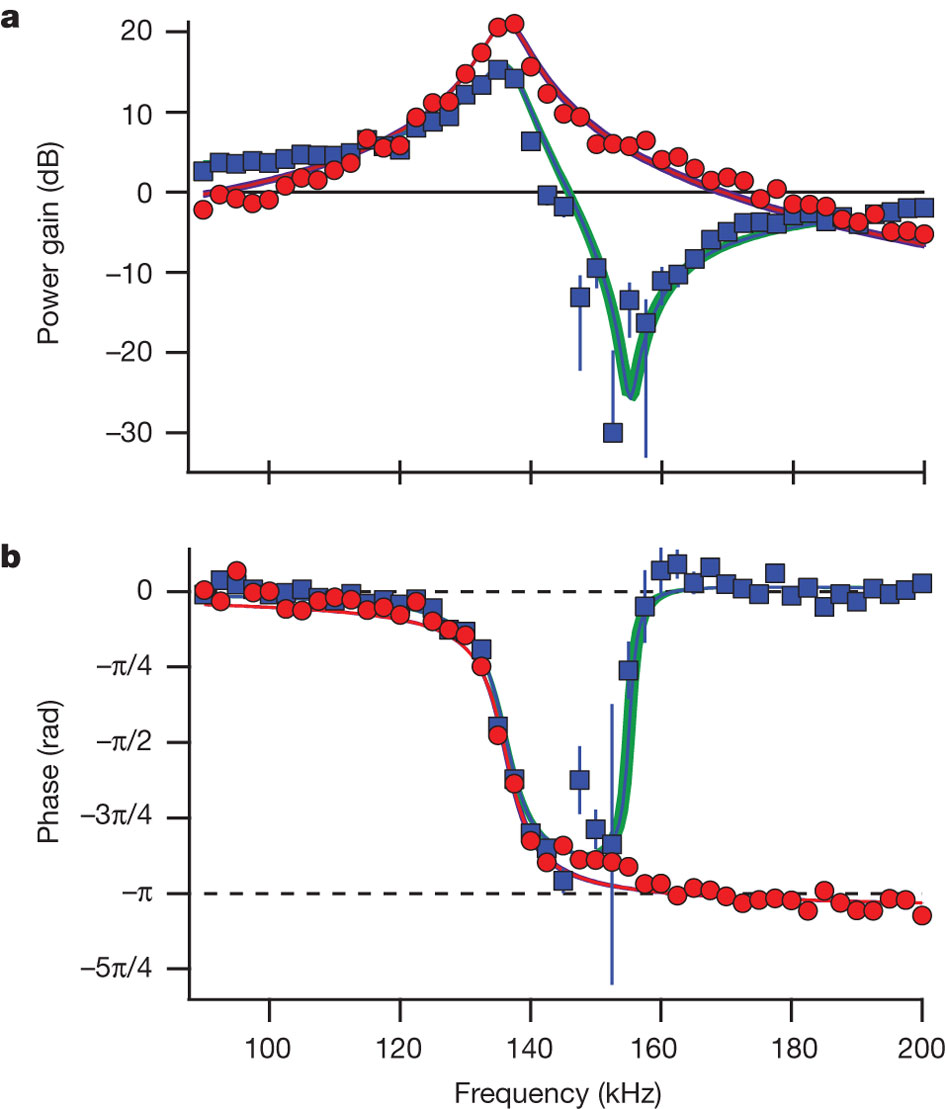 a
20
10
0
−10
−20
−30
Power gain (dB)
b
0
−π/4
−π/2
−3π/4
−π
−5π/4
Phase (rad)
100 120 140 160 180 200
Frequency (kHz)